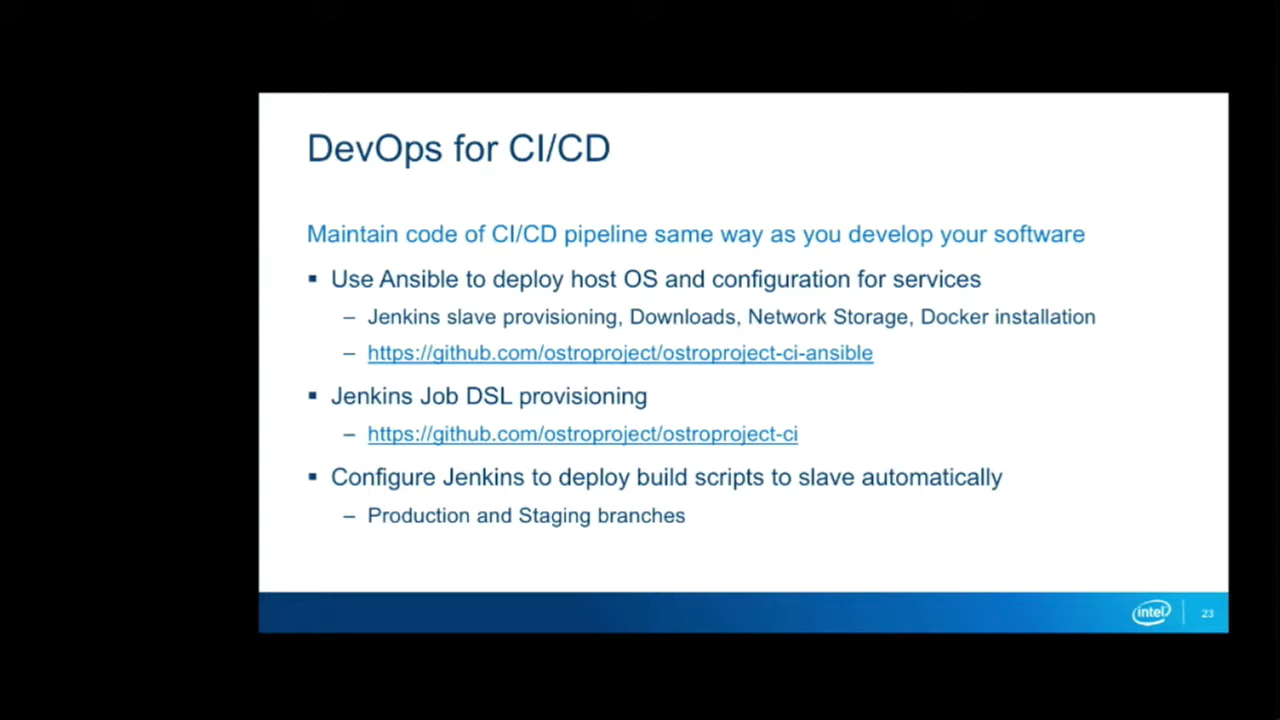 DevOps for CI/CD
Maintain code of CI/CD pipeline same way as you develop your software
▪ Use Ansible to deploy host OS and configuration for services
– Jenkins slave provisioning, Downloads, Network Storage, Docker installation
– https://github.com/ostroproject/ostroproject-ci-ansible
▪ Jenkins Job DSL provisioning
– https://github.com/ostroproject/ostroproject-ci
▪ Configure Jenkins to deploy build scripts to slave automatically
– Production and Staging branches
intel
23